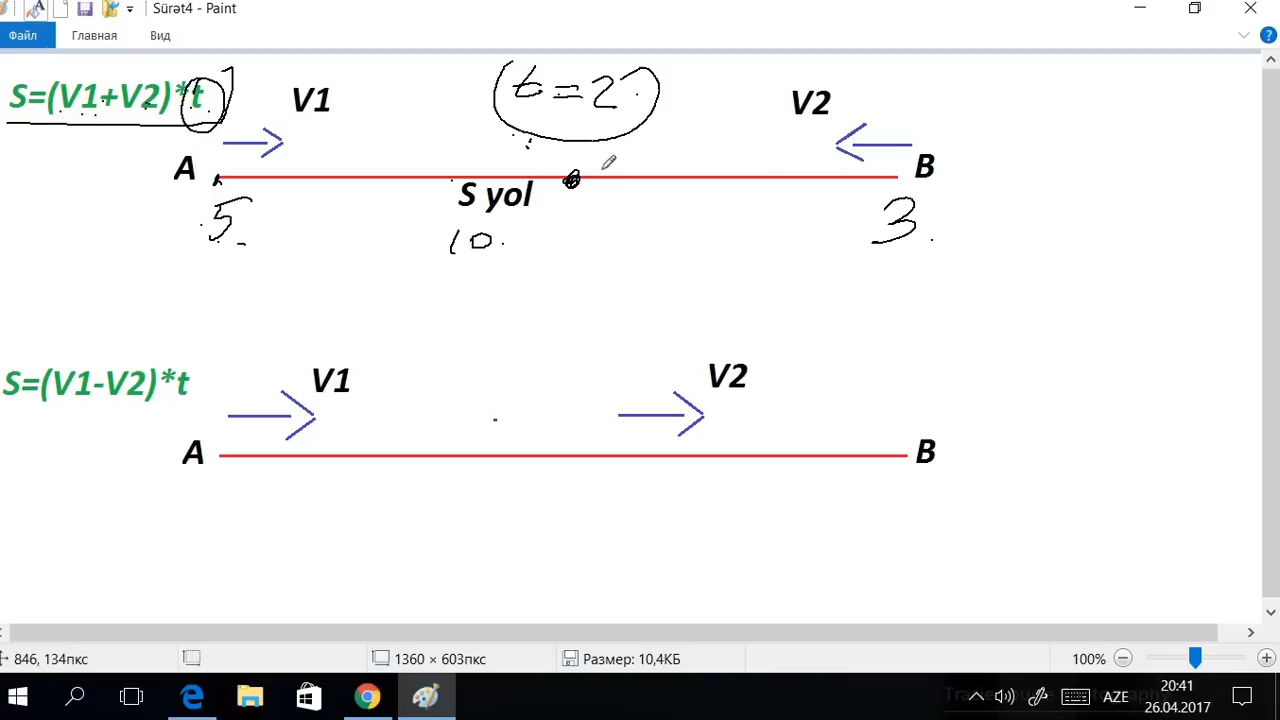 Sürət4 - Paint
Файл Главная Вид
S=(V1+V2)*t
V1
t=2
V2
A
B
S yol
5
10
3
S=(V1-V2)*t
V1
V2
A
B
846, 134пкс
1360 × 603пкс
Размер: 10,4КБ
100%
AZE
20:41
26.04.2017